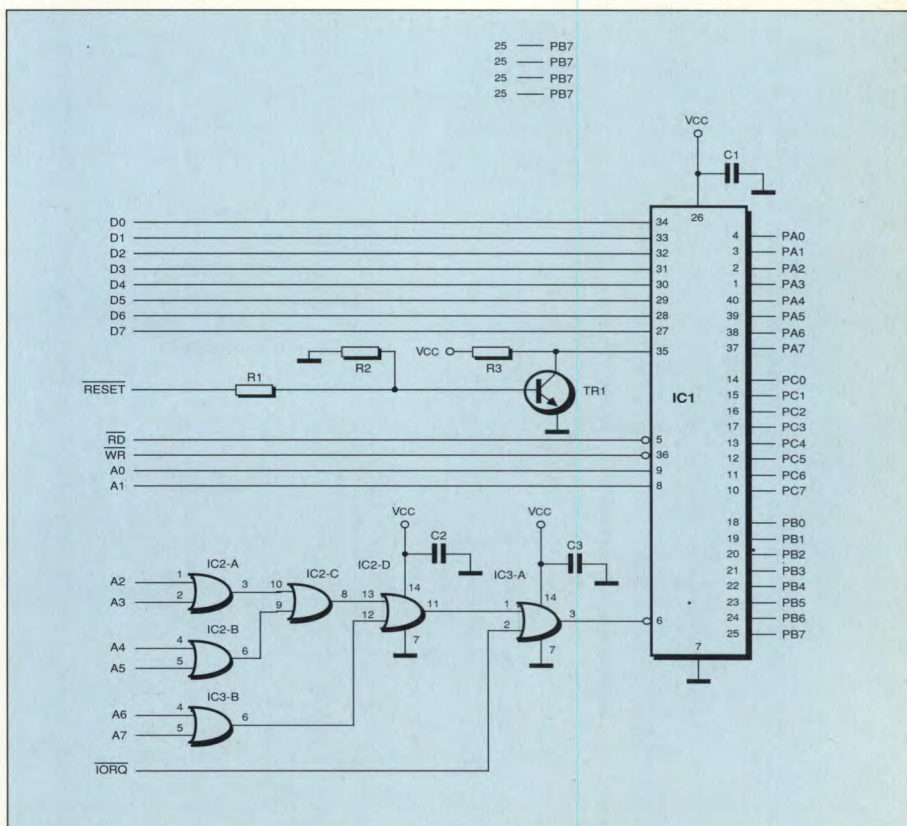 25 — PB7
25 — PB7
25 — PB7
25 — PB7
VCC
C1
26
D0 34
D1 33
D2 32
D3 31
D4 30
D5 29
D6 28
D7 27
4 PA0
3 PA1
2 PA2
1 PA3
40 PA4
39 PA5
38 PA6
37 PA7
R2
VCC
R3
35
RESET
R1
TR1
IC1
14 PC0
15 PC1
16 PC2
17 PC3
13 PC4
12 PC5
11 PC6
10 PC7
RD 5
WR 36
A0 9
A1 8
18 PB0
19 PB1
20 PB2
21 PB3
22 PB4
23 PB5
24 PB6
25 PB7
7
VCC
C2
VCC
C3
IC2-A
IC2-C
IC2-D
IC3-A
A2 1
A3 2
3
10
9
8
13
12
14
11
7
1
2
14
3
7
6
IC2-B
A4 4
A5 5
6
IC3-B
A6 4
A7 5
6
IORQ